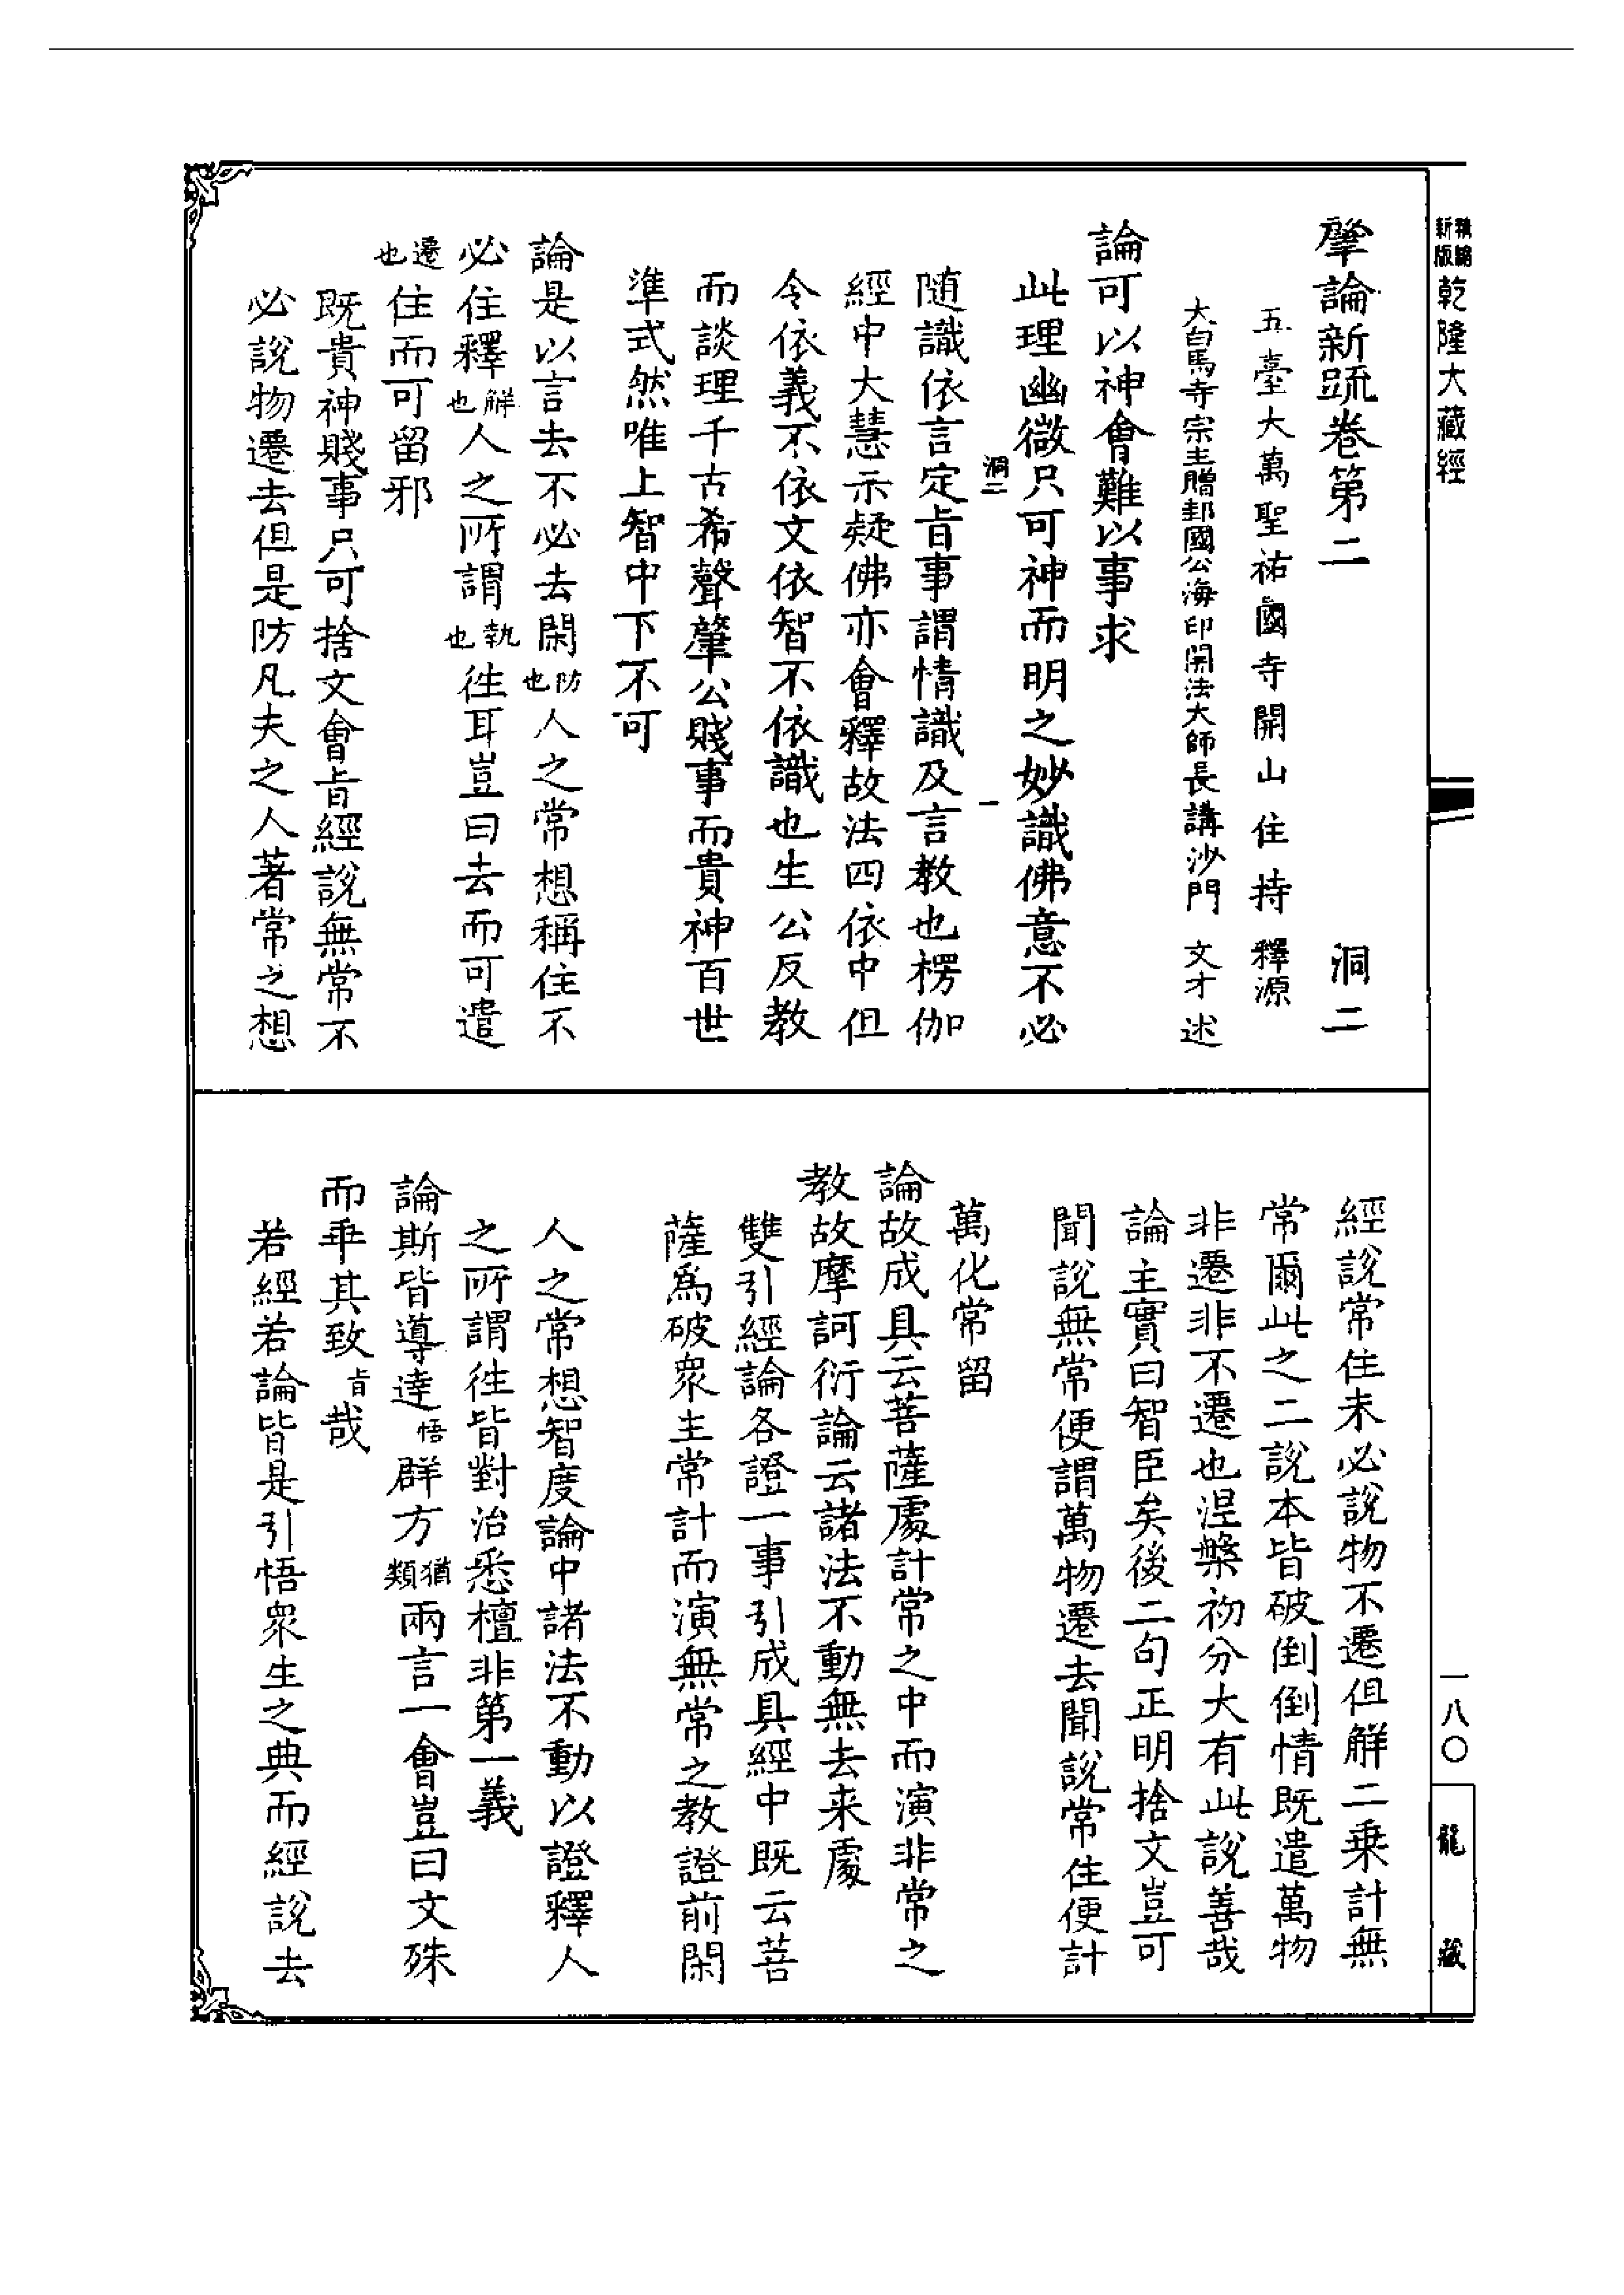 新編
新版 乾隆大藏經
肇論新疏卷第二 洞二
五臺大萬聖祐國寺開山住持 釋源
大白馬寺宗主贈邽國公海印開法大師長講沙門 文才 述
論可以神會難以事求
此理幽微只可神而明之妙識佛意不必
洞二 一
隨識依言定㫖事謂情識及言教也楞伽
經中大慧示疑佛亦會釋故法四依中但
令依義不依文依智不依識也生公反教
而談理千古希聲肇公賤事而貴神百世
準式然唯上智中下不可
論是以言去不必去閑防也人之常想稱住不
必住釋解也人之所謂執也徃耳豈曰去而可遣
遷也住而可留邪
既貴神賤事只可捨文會㫖經說無常不
必說物遷去但是防凡夫之人著常之想
經說常住未必說物不遷但解二乗計無
常爾此之二說本皆破倒倒情既遣萬物
非遷非不遷也涅槃初分大有此說善哉
論主實曰智臣矣後二句正明捨文豈可
聞說無常便謂萬物遷去聞說常住便計
萬化常留
論故成具云菩薩處計常之中而演非常之
教故摩訶衍論云諸法不動無去来處
雙引經論各證一事引成具經中既云菩
薩爲破衆生常計而演無常之教證前閑
人之常想智度論中諸法不動以證釋人
之所謂徃皆對治悉檀非第一義
論斯皆導達悟群方猶類兩言一會豈曰文殊
而乖其致㫖哉
若經若論皆是引悟衆生之典而經說去
一八〇
龍藏